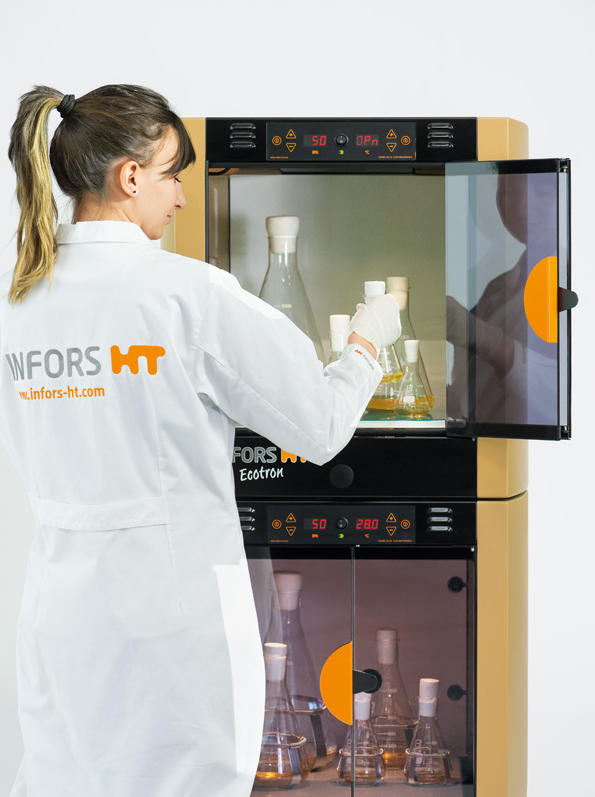 50 OPn
°C
INFORS HT
www.infors-ht.com
FORS HT
Ecotron
50 28.0
°C